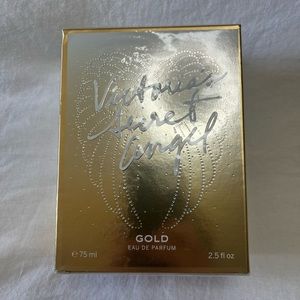 Victoria's
Secret
Angel
GOLD
EAU DE PARFUM
℮ 75 ml 2.5 fl oz